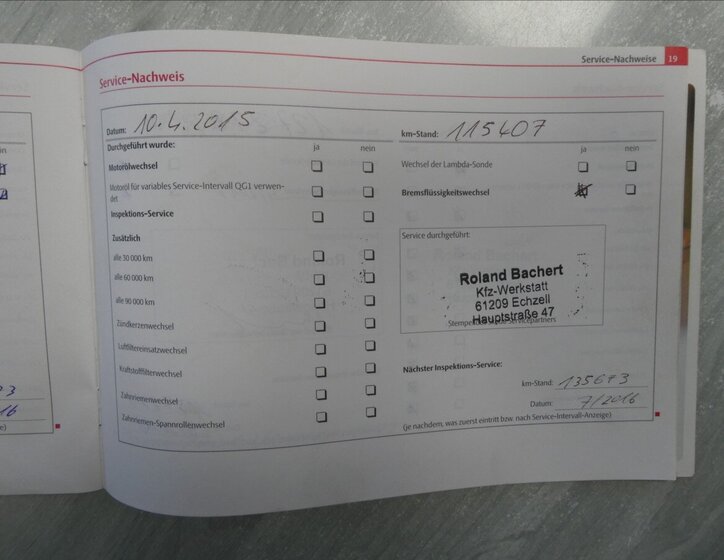 Service-Nachweise 19
Service-Nachweis
Datum: 10.4.2015
km-Stand: 115407
Durchgeführt wurde: ja nein
ja nein
Motorölwechsel
Wechsel der Lambda-Sonde
Motoröl für variables Service-Intervall QG1 verwen-
det
Bremsflüssigkeitswechsel
Inspektions-Service
Zusätzlich
Service durchgeführt:
alle 30 000 km
alle 60 000 km
alle 90 000 km
Roland Bachert
Kfz-Werkstatt
61209 Echzell
Hauptstraße 47
Zündkerzenwechsel
Luftfiltereinsatzwechsel
Kraftstofffilterwechsel
Zahnriemenwechsel
Zahnriemen-Spannrollenwechsel
Nächster Inspektions-Service:
km-Stand: 135673
Datum: 7/2016
(je nachdem, was zuerst eintritt bzw. nach Service-Intervall-Anzeige)